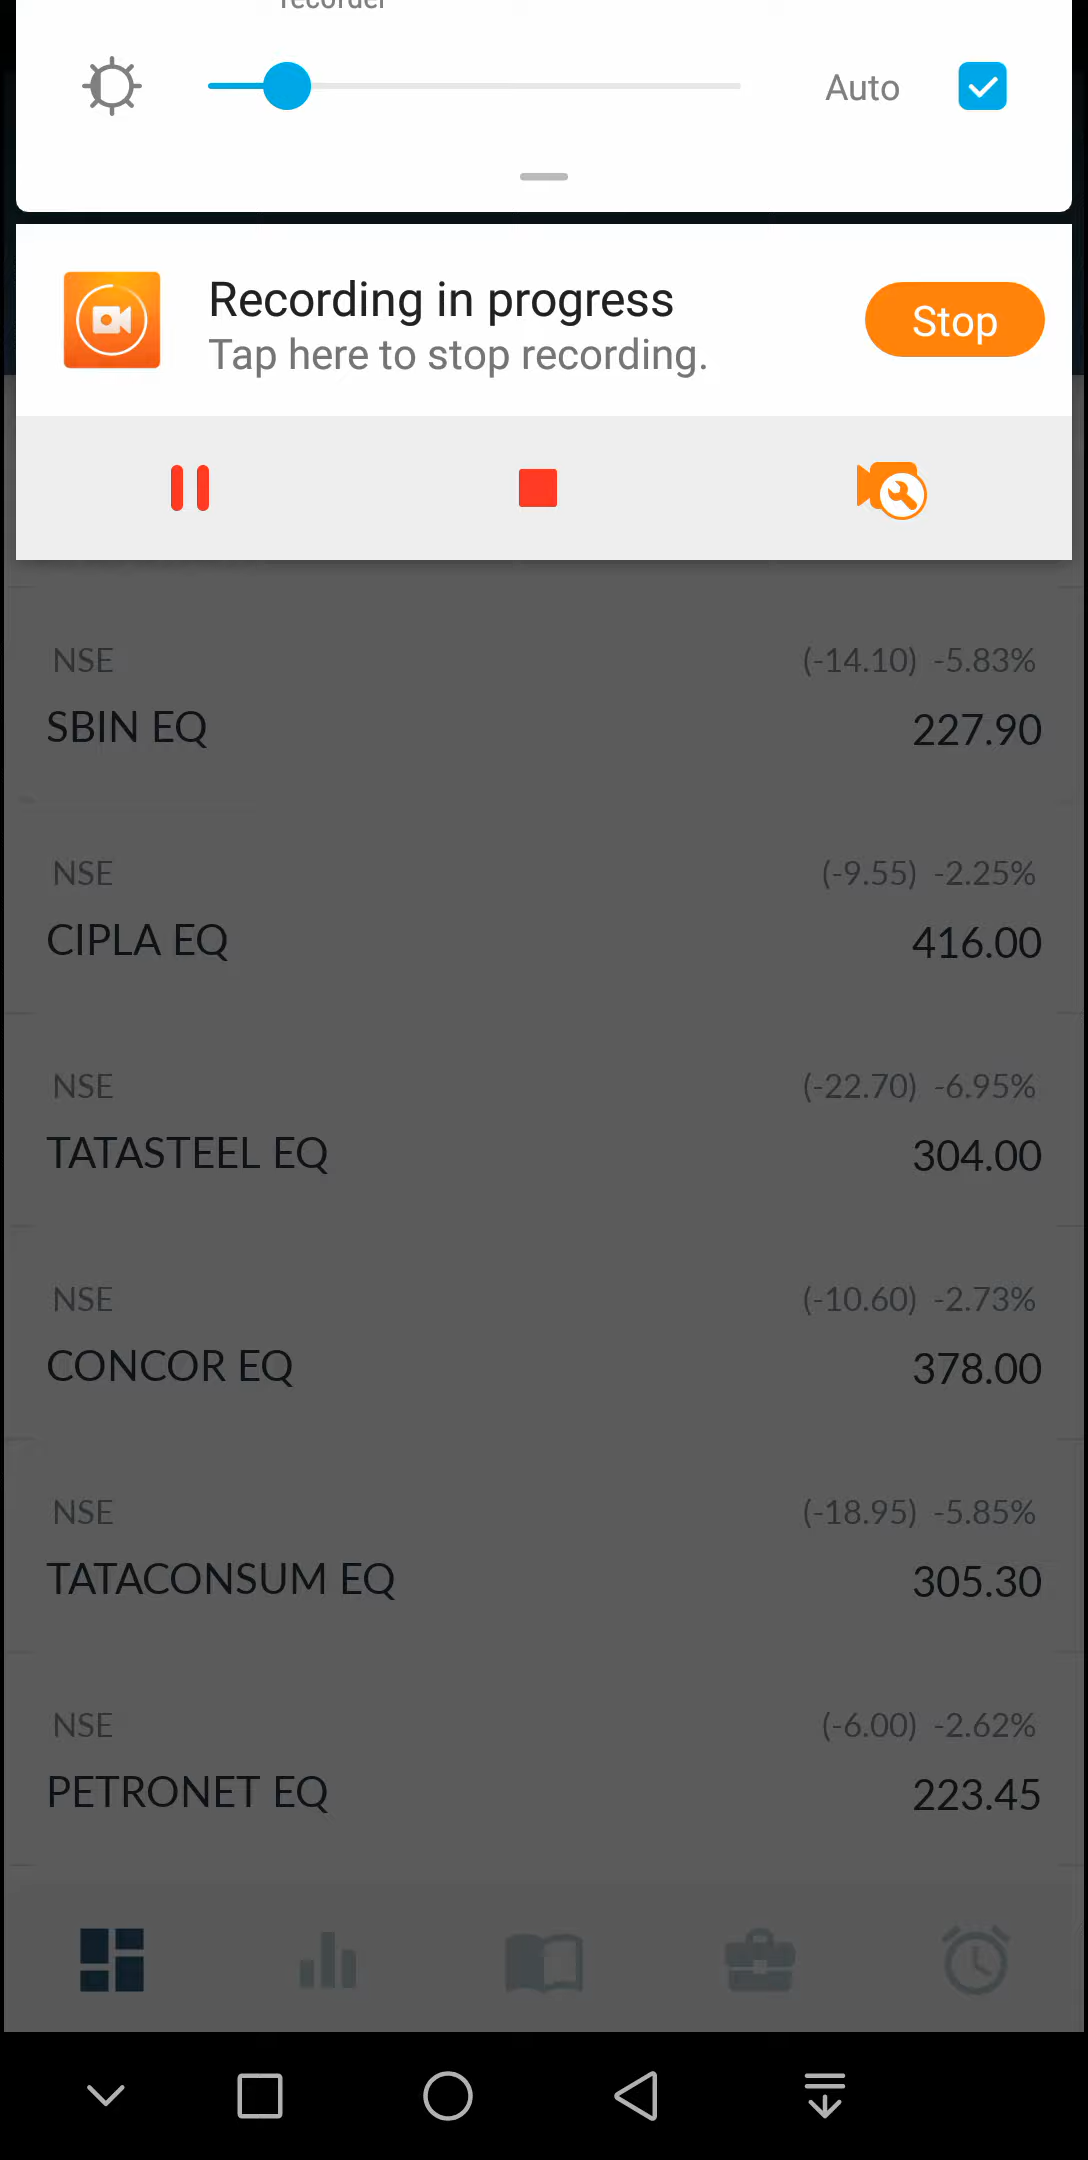 recorder
Auto
Recording in progress
Tap here to stop recording.
Stop
NSE (-14.10) -5.83%
SBIN EQ 227.90
NSE (-9.55) -2.25%
CIPLA EQ 416.00
NSE (-22.70) -6.95%
TATASTEEL EQ 304.00
NSE (-10.60) -2.73%
CONCOR EQ 378.00
NSE (-18.95) -5.85%
TATACONSUM EQ 305.30
NSE (-6.00) -2.62%
PETRONET EQ 223.45